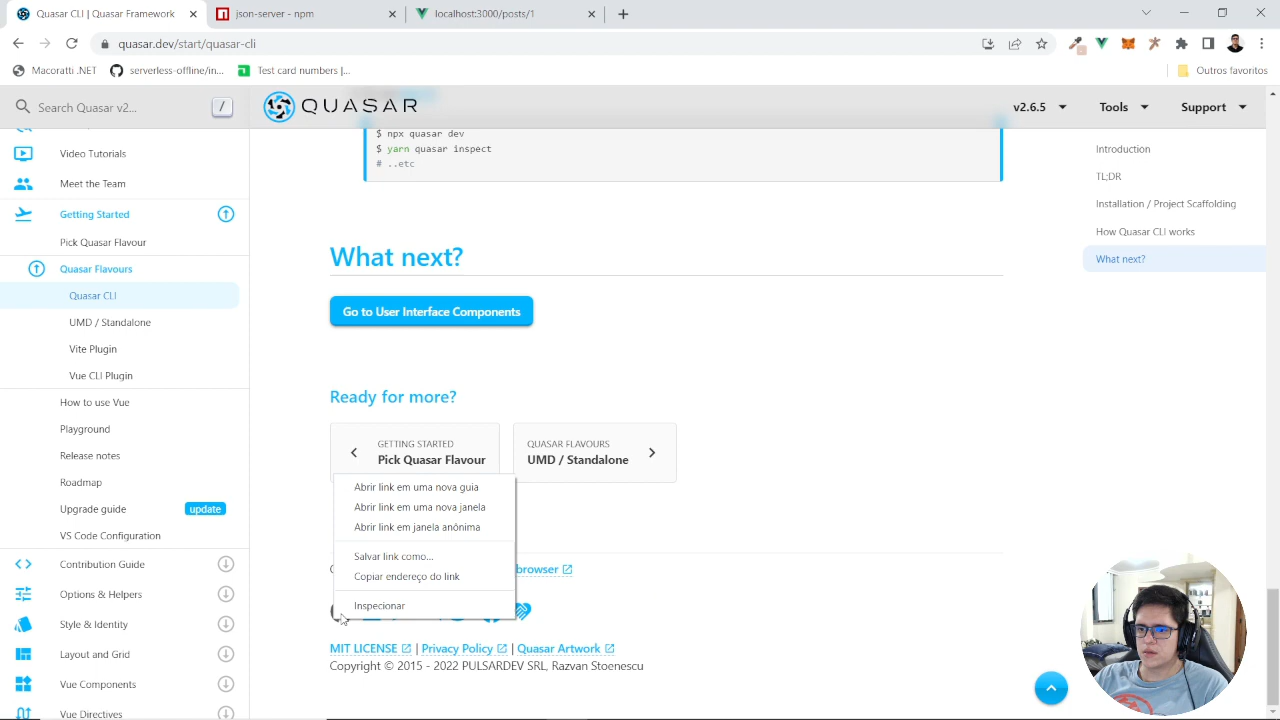 Quasar CLI | Quasar Framework
json-server - npm
localhost:3000/posts/1
quasar.dev/start/quasar-cli
Macoratti .NET
serverless-offline/in...
Test card numbers |...
Outros favoritos
Search Quasar v2...
/
QUASAR
v2.6.5
Tools
Support
Video Tutorials
Meet the Team
Getting Started
Pick Quasar Flavour
Quasar Flavours
Quasar CLI
UMD / Standalone
Vite Plugin
Vue CLI Plugin
How to use Vue
Playground
Release notes
Roadmap
Upgrade guide
update
VS Code Configuration
Contribution Guide
Options & Helpers
Style & Identity
Layout and Grid
Vue Components
Vue Directives
$ npx quasar dev
$ yarn quasar inspect
# ..etc
What next?
Go to User Interface Components
Ready for more?
GETTING STARTED
Pick Quasar Flavour
QUASAR FLAVOURS
UMD / Standalone
Abrir link em uma nova guia
Abrir link em uma nova janela
Abrir link em janela anônima
Salvar link como...
Copiar endereço do link
Inspecionar
browser
MIT LICENSE | Privacy Policy | Quasar Artwork
Copyright © 2015 - 2022 PULSARDEV SRL, Razvan Stoenescu
Introduction
TL;DR
Installation / Project Scaffolding
How Quasar CLI works
What next?